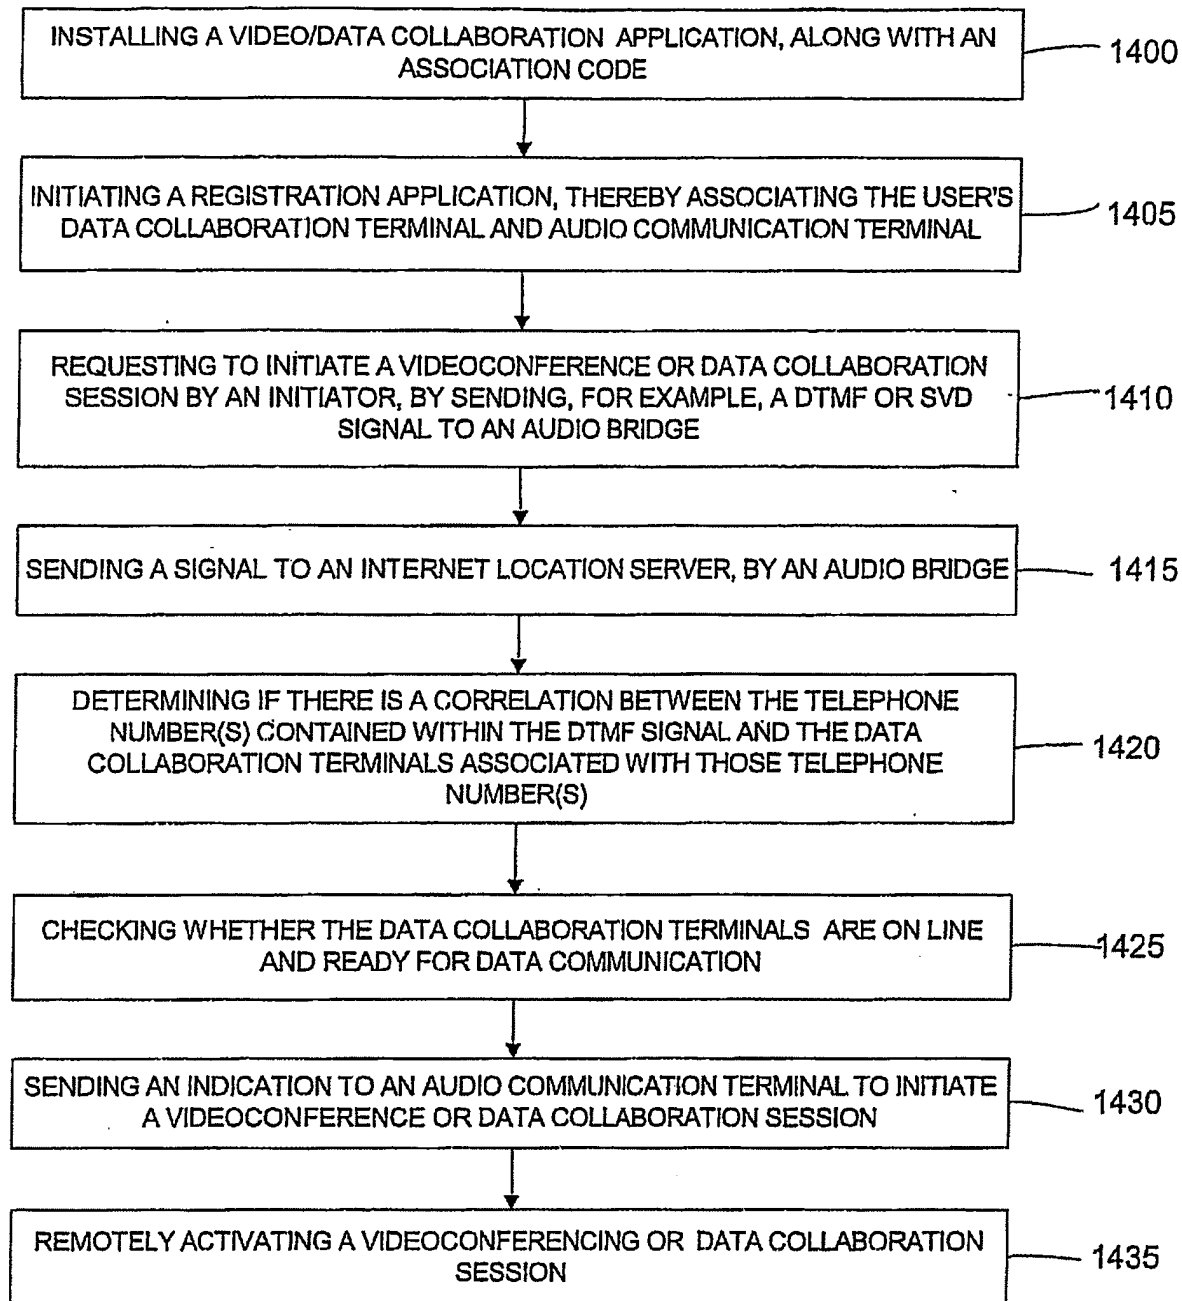 INSTALLING A VIDEO/DATA COLLABORATION APPLICATION, ALONG WITH AN
ASSOCIATION CODE
1400
INITIATING A REGISTRATION APPLICATION, THEREBY ASSOCIATING THE USER'S
DATA COLLABORATION TERMINAL AND AUDIO COMMUNICATION TERMINAL
1405
REQUESTING TO INITIATE A VIDEOCONFERENCE OR DATA COLLABORATION
SESSION BY AN INITIATOR, BY SENDING, FOR EXAMPLE, A DTMF OR SVD
SIGNAL TO AN AUDIO BRIDGE
1410
SENDING A SIGNAL TO AN INTERNET LOCATION SERVER, BY AN AUDIO BRIDGE
1415
DETERMINING IF THERE IS A CORRELATION BETWEEN THE TELEPHONE
NUMBER(S) CONTAINED WITHIN THE DTMF SIGNAL AND THE DATA
COLLABORATION TERMINALS ASSOCIATED WITH THOSE TELEPHONE
NUMBER(S)
1420
CHECKING WHETHER THE DATA COLLABORATION TERMINALS ARE ON LINE
AND READY FOR DATA COMMUNICATION
1425
SENDING AN INDICATION TO AN AUDIO COMMUNICATION TERMINAL TO INITIATE
A VIDEOCONFERENCE OR DATA COLLABORATION SESSION
1430
REMOTELY ACTIVATING A VIDEOCONFERENCING OR DATA COLLABORATION
SESSION
1435